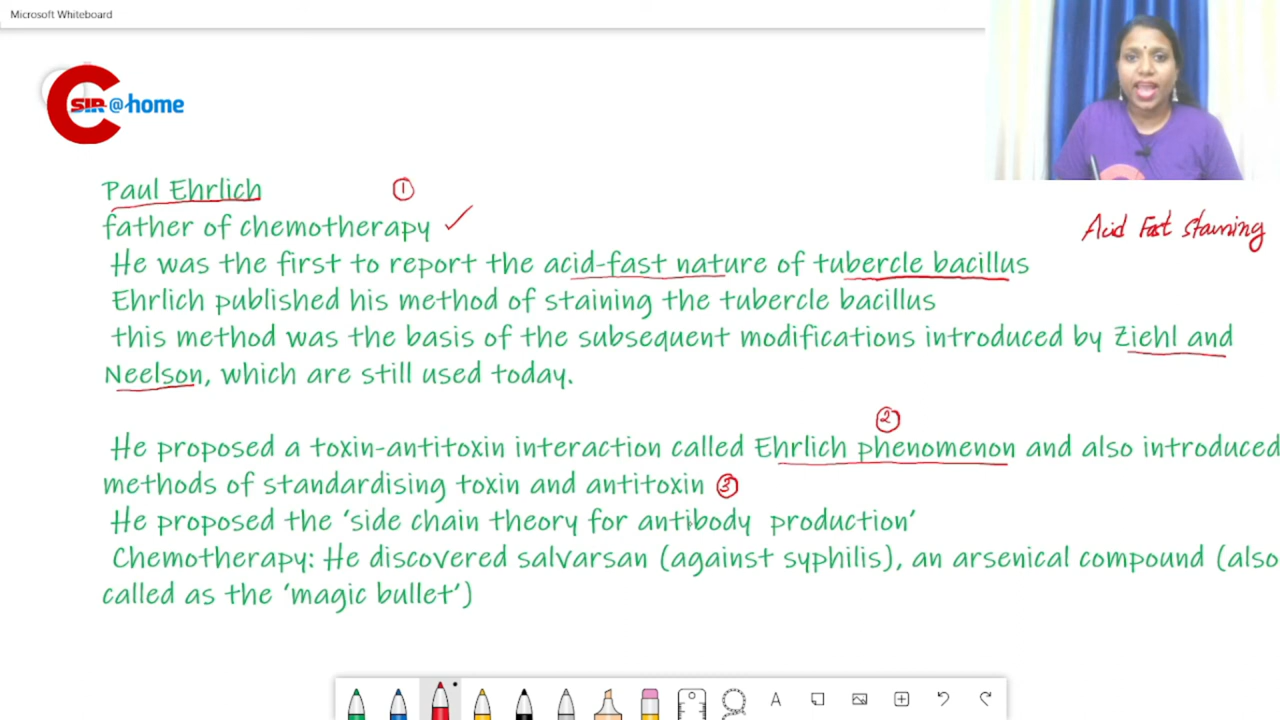 Microsoft Whiteboard
CSIR@home
Paul Ehrlich ①
father of chemotherapy ✓
Acid Fast staining
He was the first to report the acid-fast nature of tubercle bacillus
Ehrlich published his method of staining the tubercle bacillus
this method was the basis of the subsequent modifications introduced by Ziehl and
Neelson, which are still used today.
②
He proposed a toxin-antitoxin interaction called Ehrlich phenomenon and also introduced
methods of standardising toxin and antitoxin ③
He proposed the ‘side chain theory for antibody production’
Chemotherapy: He discovered salvarsan (against syphilis), an arsenical compound (also
called as the ‘magic bullet’)
A